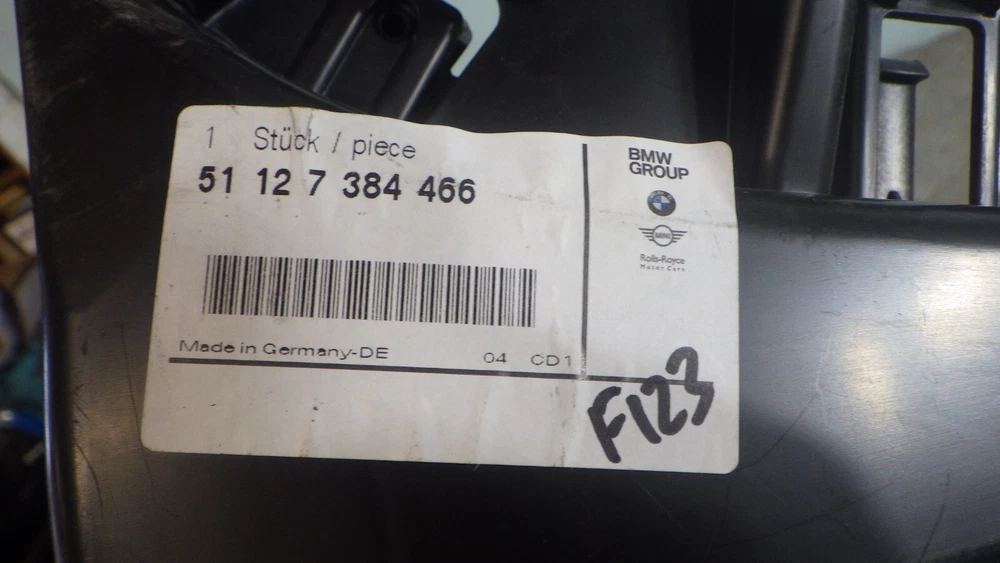 1 Stück / piece
51 12 7 384 466
Made in Germany-DE 04 CD1
BMW
GROUP
MINI
Rolls-Royce
Motor Cars
F123